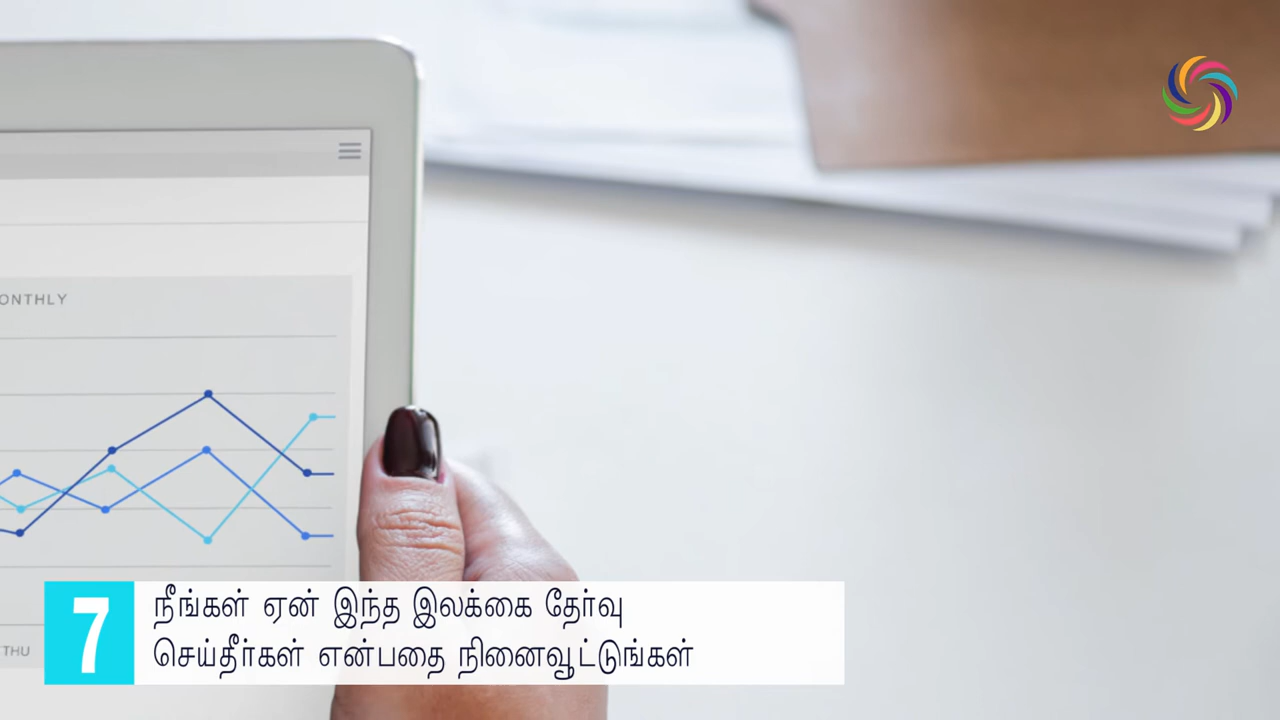 ONTHLY
THU
7
நீங்கள் ஏன் இந்த இலக்கை தேர்வு
செய்தீர்கள் என்பதை நினைவூட்டுங்கள்